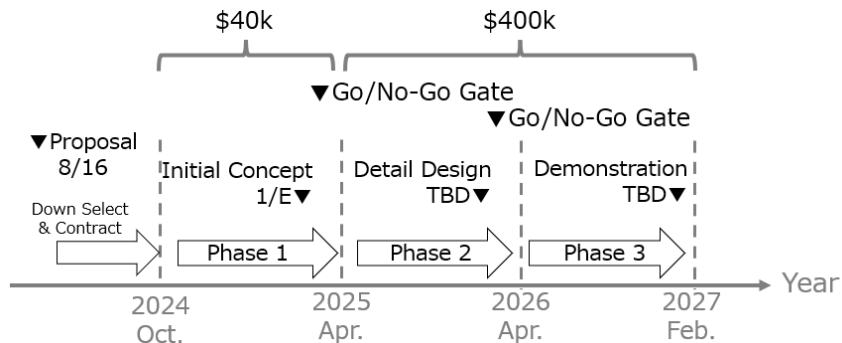 $40k
$400k
▼Go/No-Go Gate
▼Go/No-Go Gate
▼Proposal
8/16
Initial Concept
1/E▼
Detail Design
TBD▼
Demonstration
TBD▼
Down Select
& Contract
Phase 1
Phase 2
Phase 3
Year
2024
Oct.
2025
Apr.
2026
Apr.
2027
Feb.